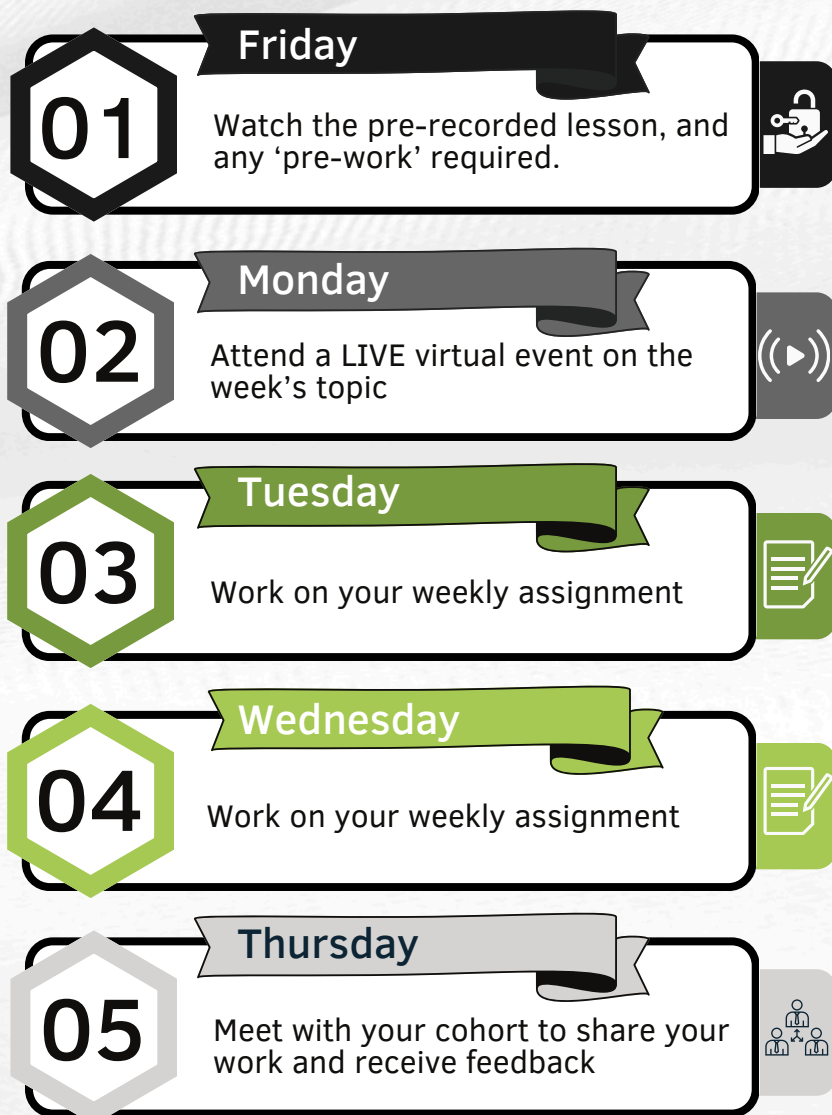 Friday
01
Watch the pre-recorded lesson, and
any ‘pre-work’ required.
Monday
02
Attend a LIVE virtual event on the
week’s topic
Tuesday
03
Work on your weekly assignment
Wednesday
04
Work on your weekly assignment
Thursday
05
Meet with your cohort to share your
work and receive feedback